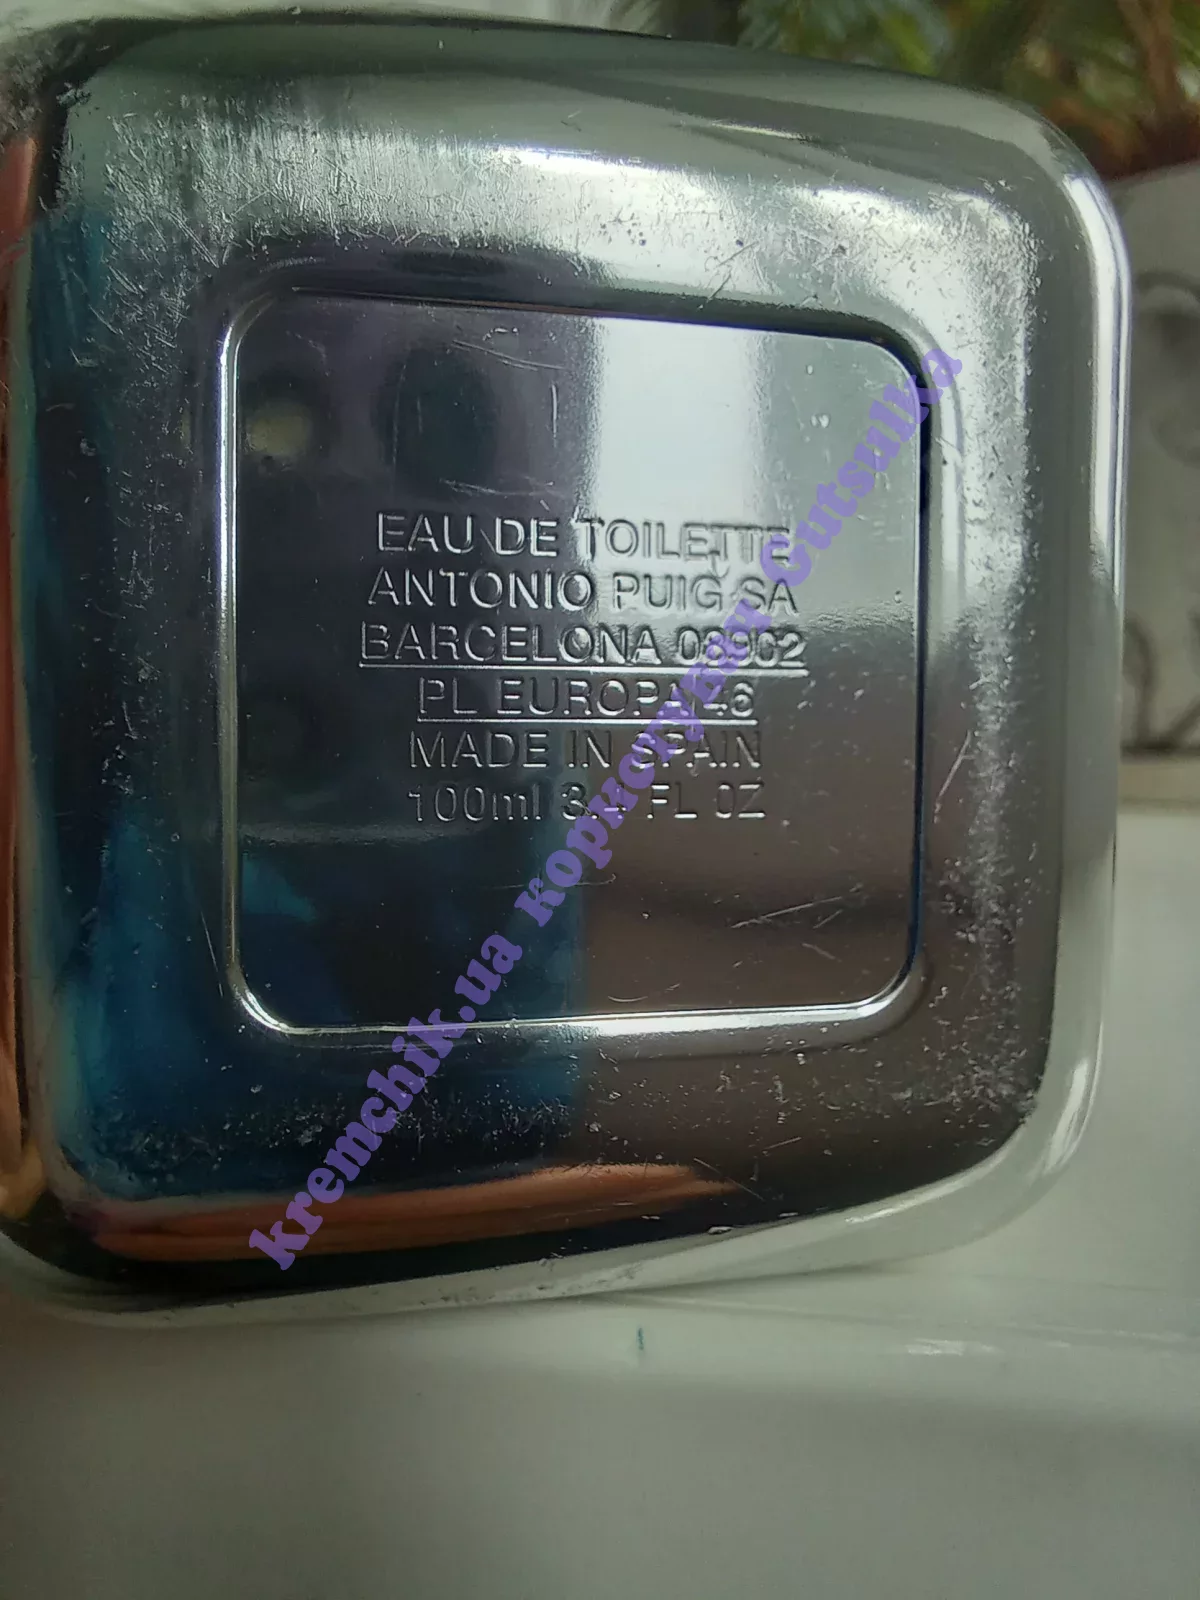 EAU DE TOILETTE
ANTONIO PUIG SA
BARCELONA 08902
PL EUROPA 46
MADE IN SPAIN
100ml 3.4 FL OZ
kremchik.ua користувач Gutsulka